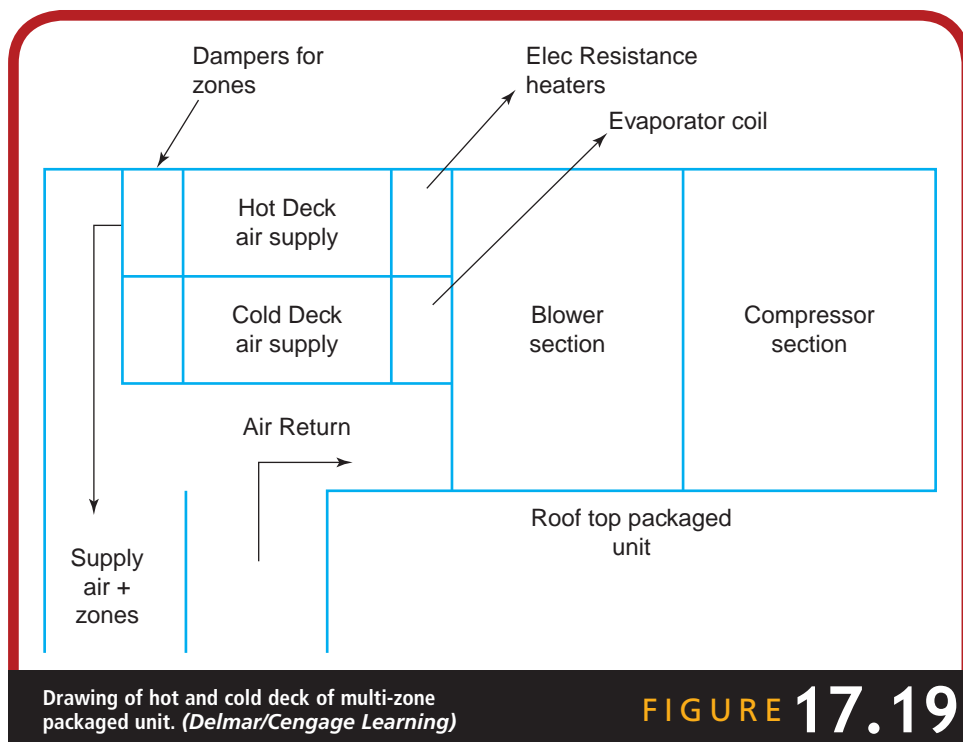 Dampers for
zones
Elec Resistance
heaters
Evaporator coil
Hot Deck
air supply
Cold Deck
air supply
Blower
section
Compressor
section
Air Return
Roof top packaged
unit
Supply
air +
zones
Drawing of hot and cold deck of multi-zone
packaged unit. (Delmar/Cengage Learning)
FIGURE 17.19